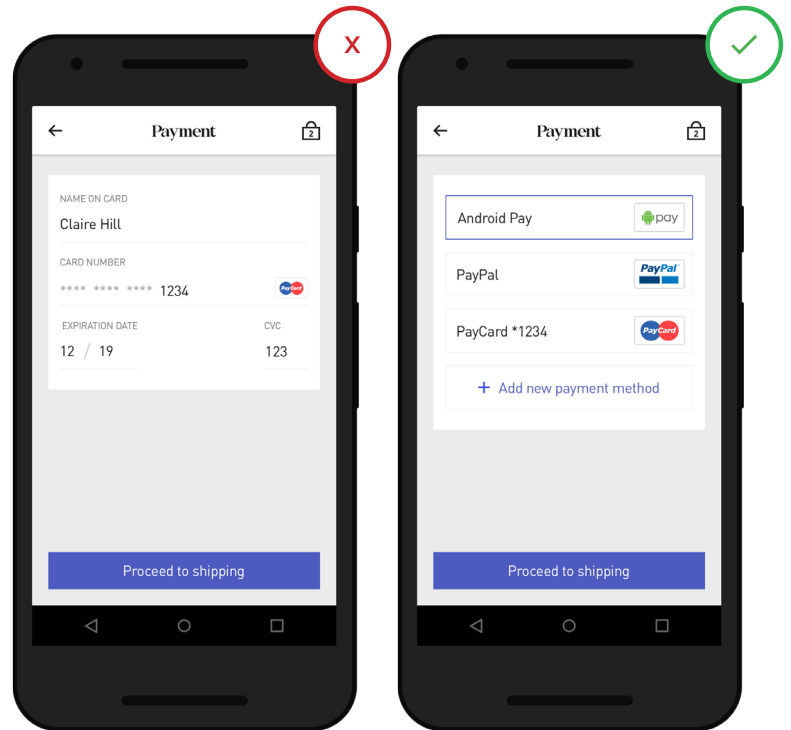 X
Payment
2
NAME ON CARD
Claire Hill
CARD NUMBER
**** **** **** 1234
PayCard
EXPIRATION DATE
CVC
12 / 19
123
Proceed to shipping
Payment
2
Android Pay
pay
PayPal
PayPal
PayCard *1234
PayCard
+ Add new payment method
Proceed to shipping